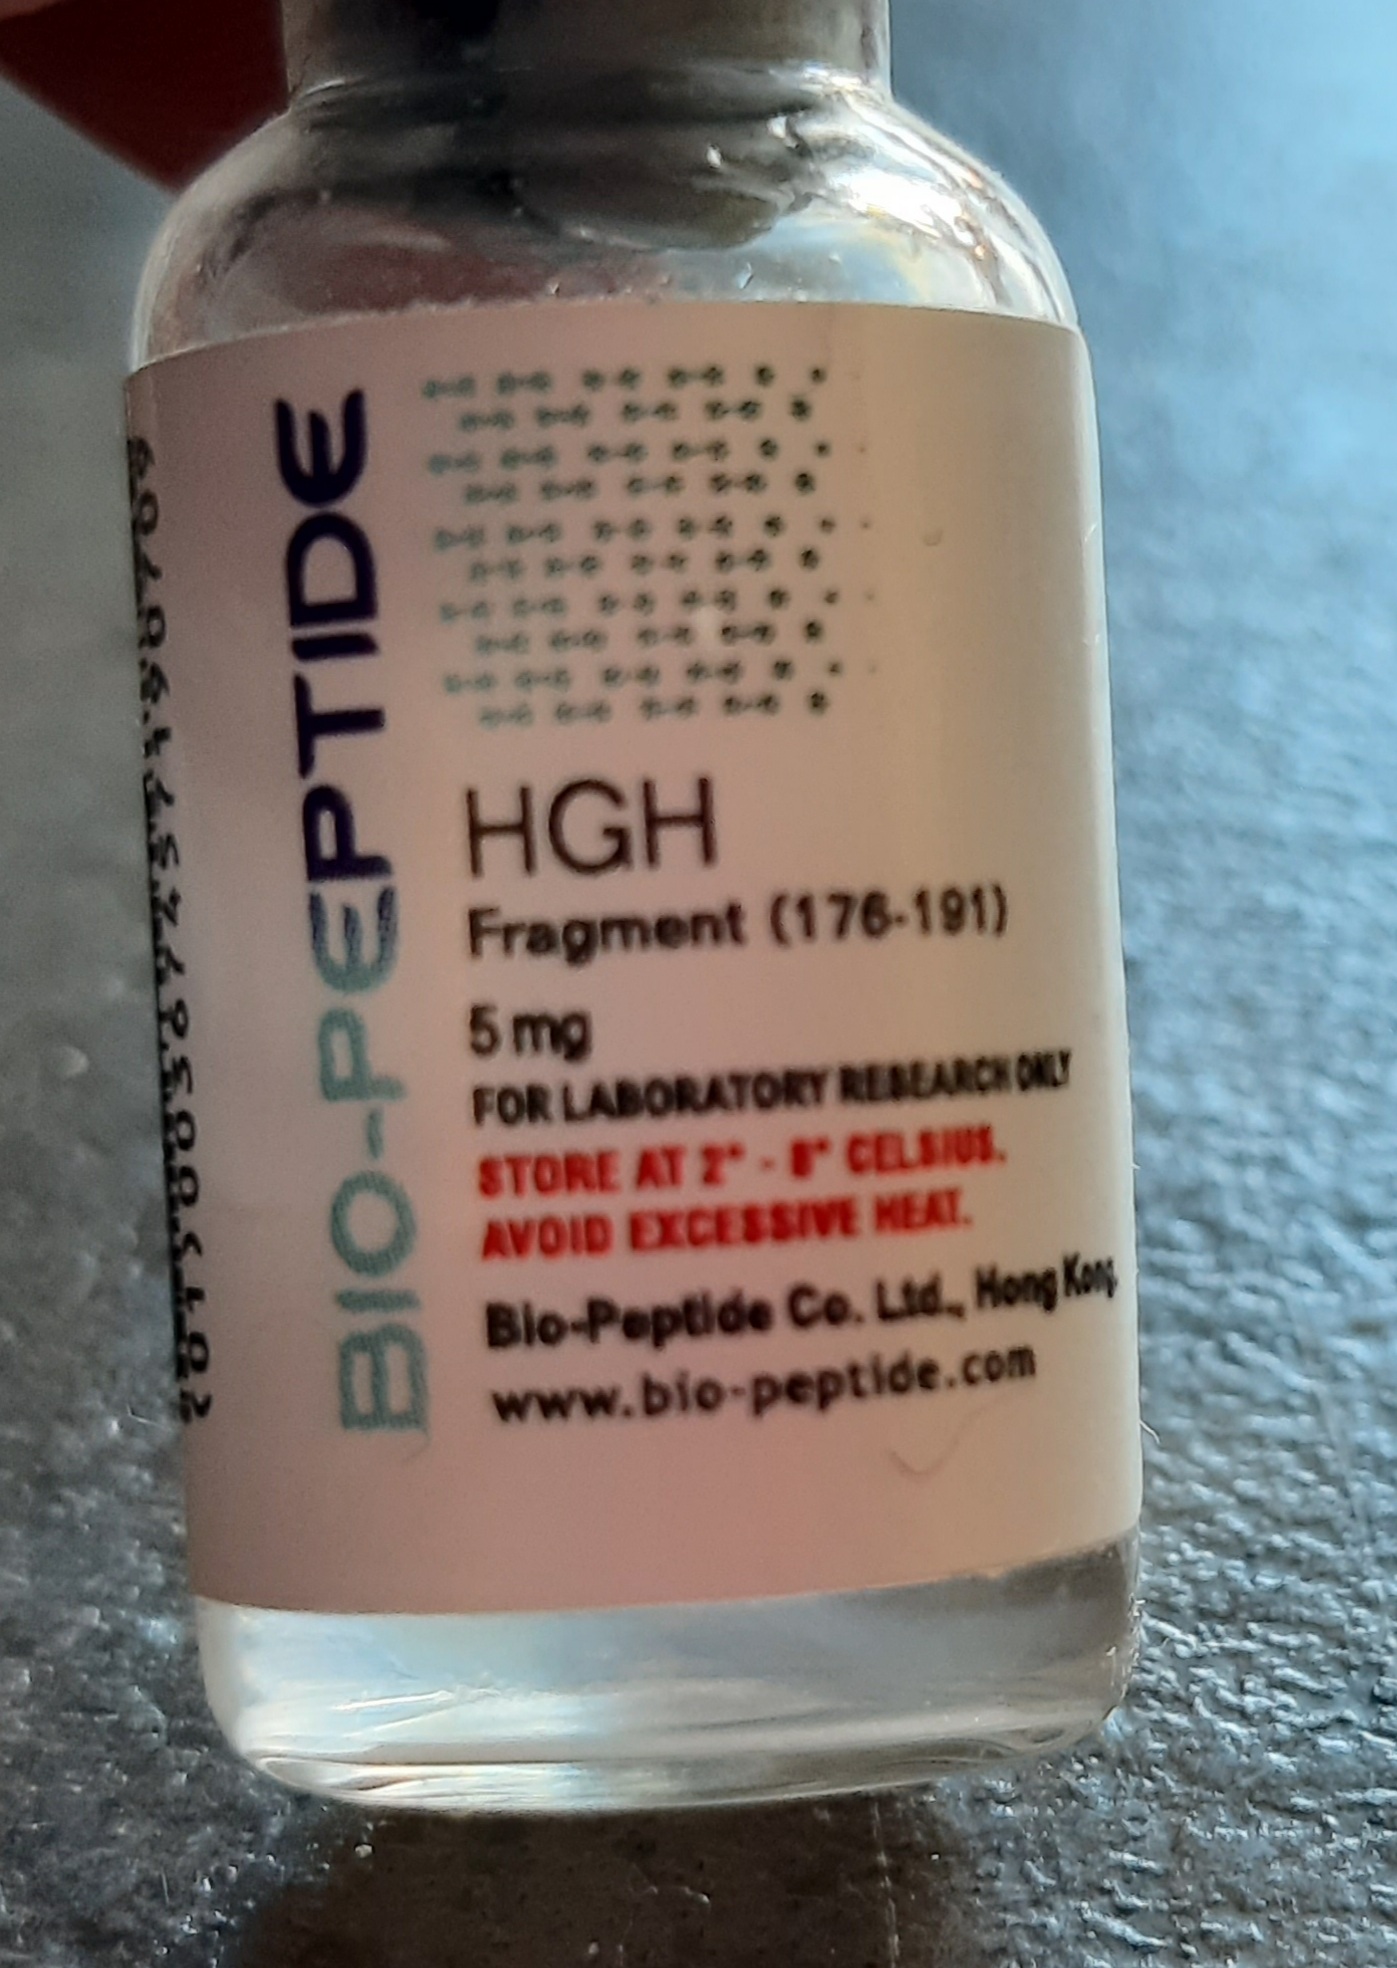 BIO-PEPTIDE
HGH
Fragment (176-191)
5 mg
FOR LABORATORY RESEARCH ONLY
STORE AT 2° - 8° CELSIUS.
AVOID EXCESSIVE HEAT.
Bio-Peptide Co. Ltd., Hong Kong.
www.bio-peptide.com